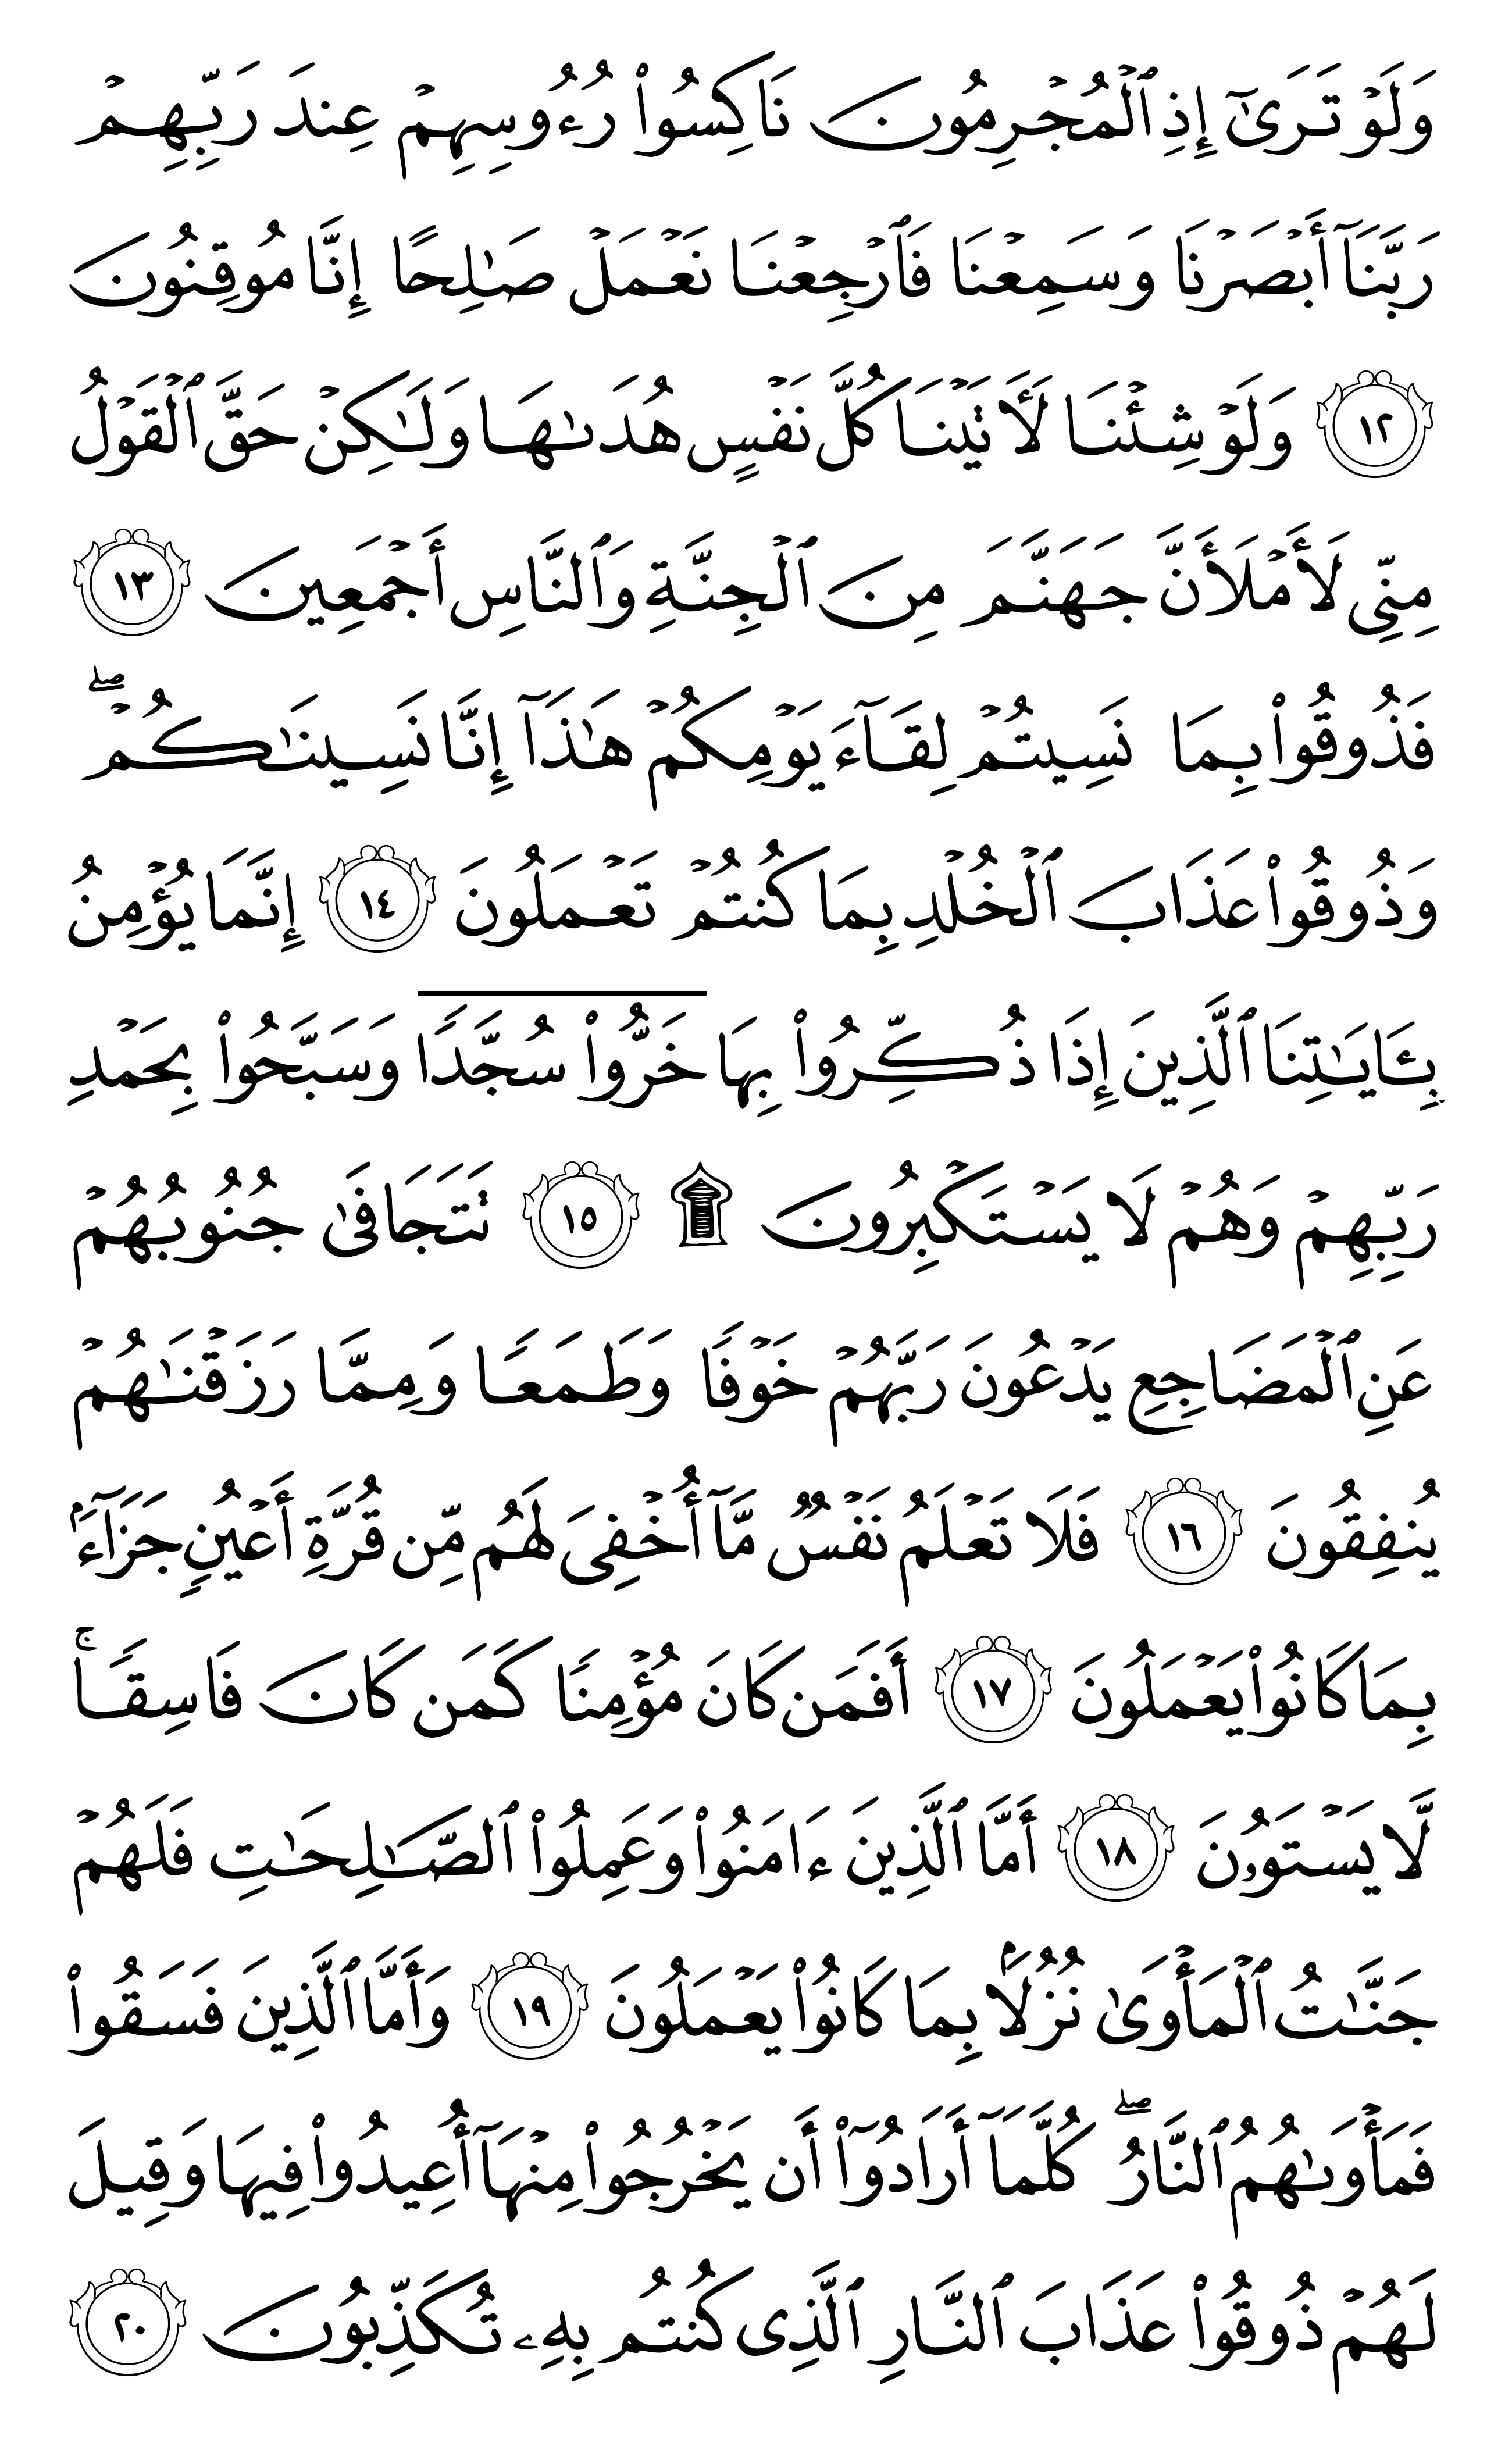 وَلَوْ تَرَىٰٓ إِذِ ٱلْمُجْرِمُونَ نَاكِسُوا۟ رُءُوسِهِمْ عِندَ رَبِّهِمْ
رَبَّنَآ أَبْصَرْنَا وَسَمِعْنَا فَٱرْجِعْنَا نَعْمَلْ صَـٰلِحًا إِنَّا مُوقِنُونَ
١٢ وَلَوْ شِئْنَا لَـَٔاتَيْنَا كُلَّ نَفْسٍ هُدَىٰهَا وَلَـٰكِنْ حَقَّ ٱلْقَوْلُ
مِنِّى لَأَمْلَأَنَّ جَهَنَّمَ مِنَ ٱلْجِنَّةِ وَٱلنَّاسِ أَجْمَعِينَ ١٣
فَذُوقُوا۟ بِمَا نَسِيتُمْ لِقَآءَ يَوْمِكُمْ هَـٰذَآ إِنَّا نَسِينَـٰكُمْ ۖ
وَذُوقُوا۟ عَذَابَ ٱلْخُلْدِ بِمَا كُنتُمْ تَعْمَلُونَ ١٤ إِنَّمَا يُؤْمِنُ
بِـَٔايَـٰتِنَا ٱلَّذِينَ إِذَا ذُكِّرُوا۟ بِهَا خَرُّوا۟ سُجَّدًا وَسَبَّحُوا۟ بِحَمْدِ
رَبِّهِمْ وَهُمْ لَا يَسْتَكْبِرُونَ ۩ ١٥ تَتَجَافَىٰ جُنُوبُهُمْ
عَنِ ٱلْمَضَاجِعِ يَدْعُونَ رَبَّهُمْ خَوْفًا وَطَمَعًا وَمِمَّا رَزَقْنَـٰهُمْ
يُنفِقُونَ ١٦ فَلَا تَعْلَمُ نَفْسٌ مَّآ أُخْفِىَ لَهُم مِّن قُرَّةِ أَعْيُنٍ جَزَآءًۢ
بِمَا كَانُوا۟ يَعْمَلُونَ ١٧ أَفَمَن كَانَ مُؤْمِنًا كَمَن كَانَ فَاسِقًا ۚ
لَّا يَسْتَوُۥنَ ١٨ أَمَّا ٱلَّذِينَ ءَامَنُوا۟ وَعَمِلُوا۟ ٱلصَّـٰلِحَـٰتِ فَلَهُمْ
جَنَّـٰتُ ٱلْمَأْوَىٰ نُزُلًۢا بِمَا كَانُوا۟ يَعْمَلُونَ ١٩ وَأَمَّا ٱلَّذِينَ فَسَقُوا۟
فَمَأْوَىٰهُمُ ٱلنَّارُ ۖ كُلَّمَآ أَرَادُوٓا۟ أَن يَخْرُجُوا۟ مِنْهَآ أُعِيدُوا۟ فِيهَا وَقِيلَ
لَهُمْ ذُوقُوا۟ عَذَابَ ٱلنَّارِ ٱلَّذِى كُنتُم بِهِۦ تُكَذِّبُونَ ٢٠